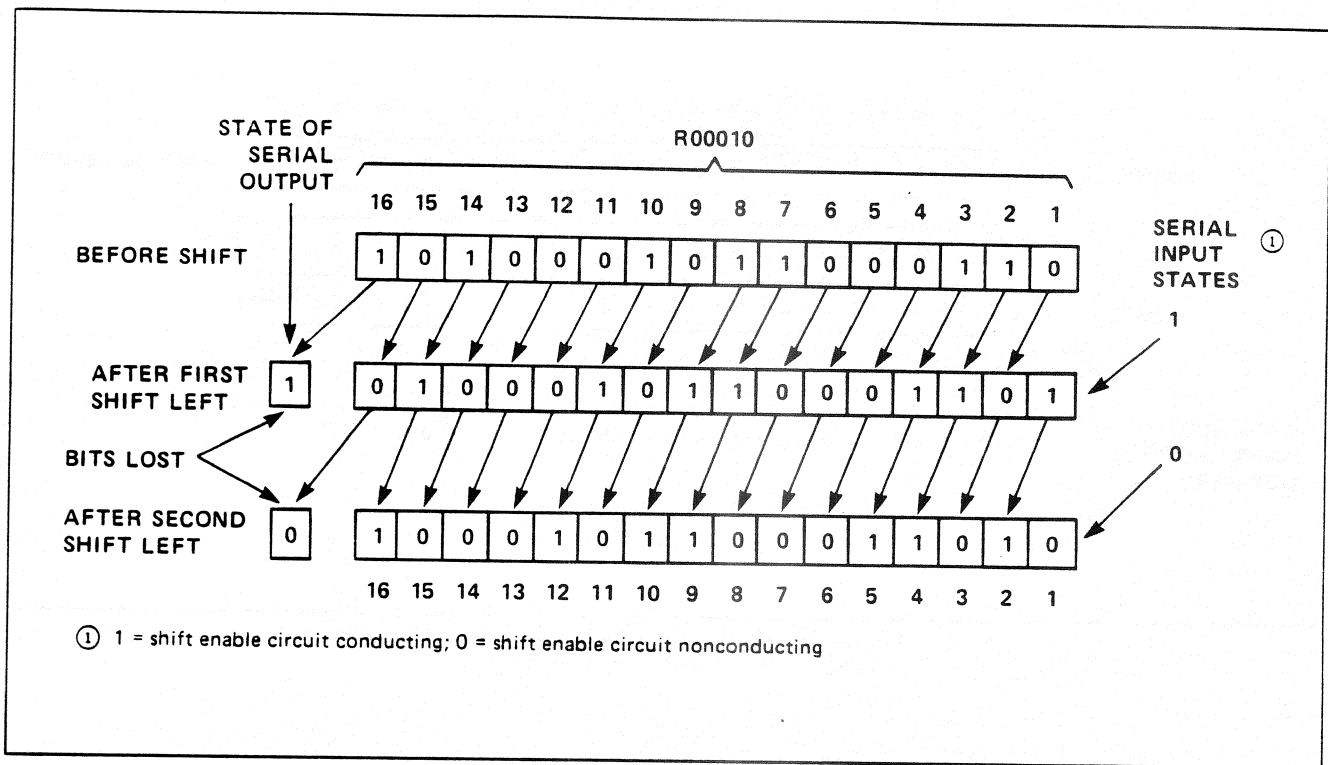 STATE OF
SERIAL
OUTPUT
R00010
16 15 14 13 12 11 10 9 8 7 6 5 4 3 2 1
BEFORE SHIFT
1 0 1 0 0 0 1 0 1 1 0 0 0 1 1 0
SERIAL ①
INPUT
STATES
1
AFTER FIRST
SHIFT LEFT
1
0 1 0 0 0 1 0 1 1 0 0 0 1 1 0 1
BITS LOST
0
AFTER SECOND
SHIFT LEFT
0
1 0 0 0 1 0 1 1 0 0 0 1 1 0 1 0
16 15 14 13 12 11 10 9 8 7 6 5 4 3 2 1
① 1 = shift enable circuit conducting; 0 = shift enable circuit nonconducting